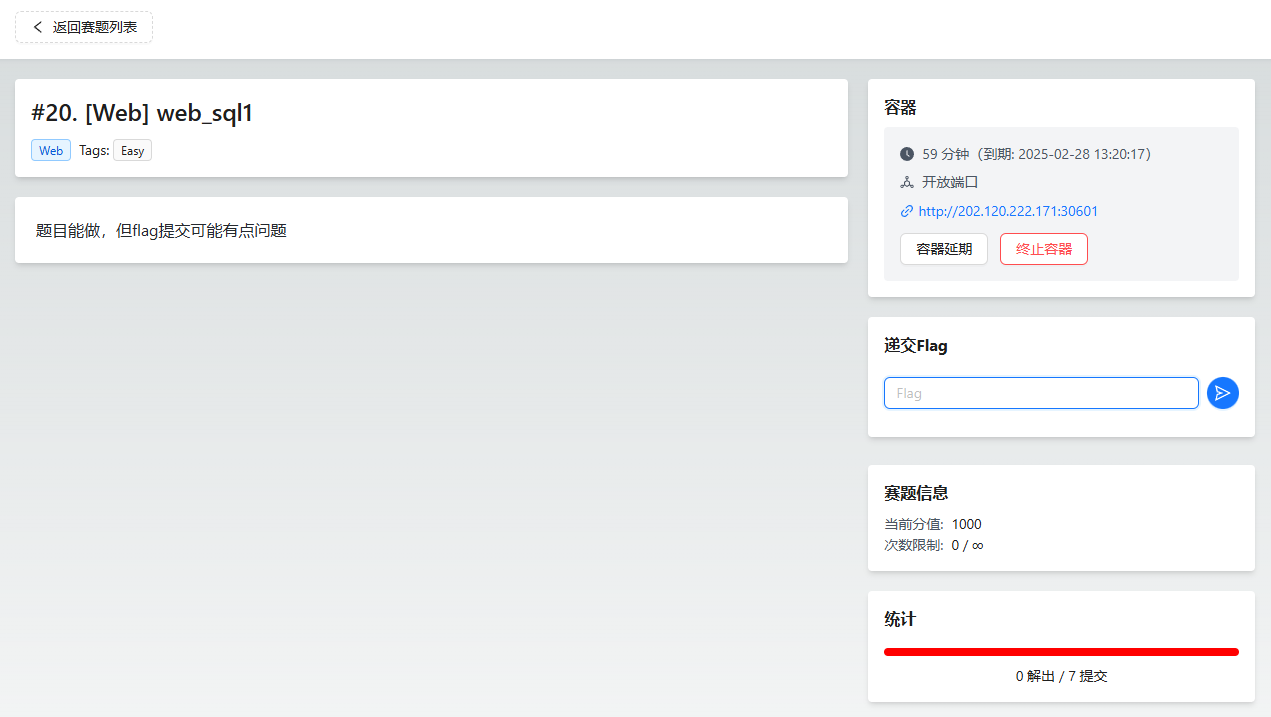 返回赛题列表
#20. [Web] web_sql1
Web Tags: Easy
题目能做，但flag提交可能有点问题
容器
59 分钟（到期: 2025-02-28 13:20:17）
开放端口
http://202.120.222.171:30601
容器延期 终止容器
递交Flag
Flag
赛题信息
当前分值: 1000
次数限制: 0 / ∞
统计
0 解出 / 7 提交